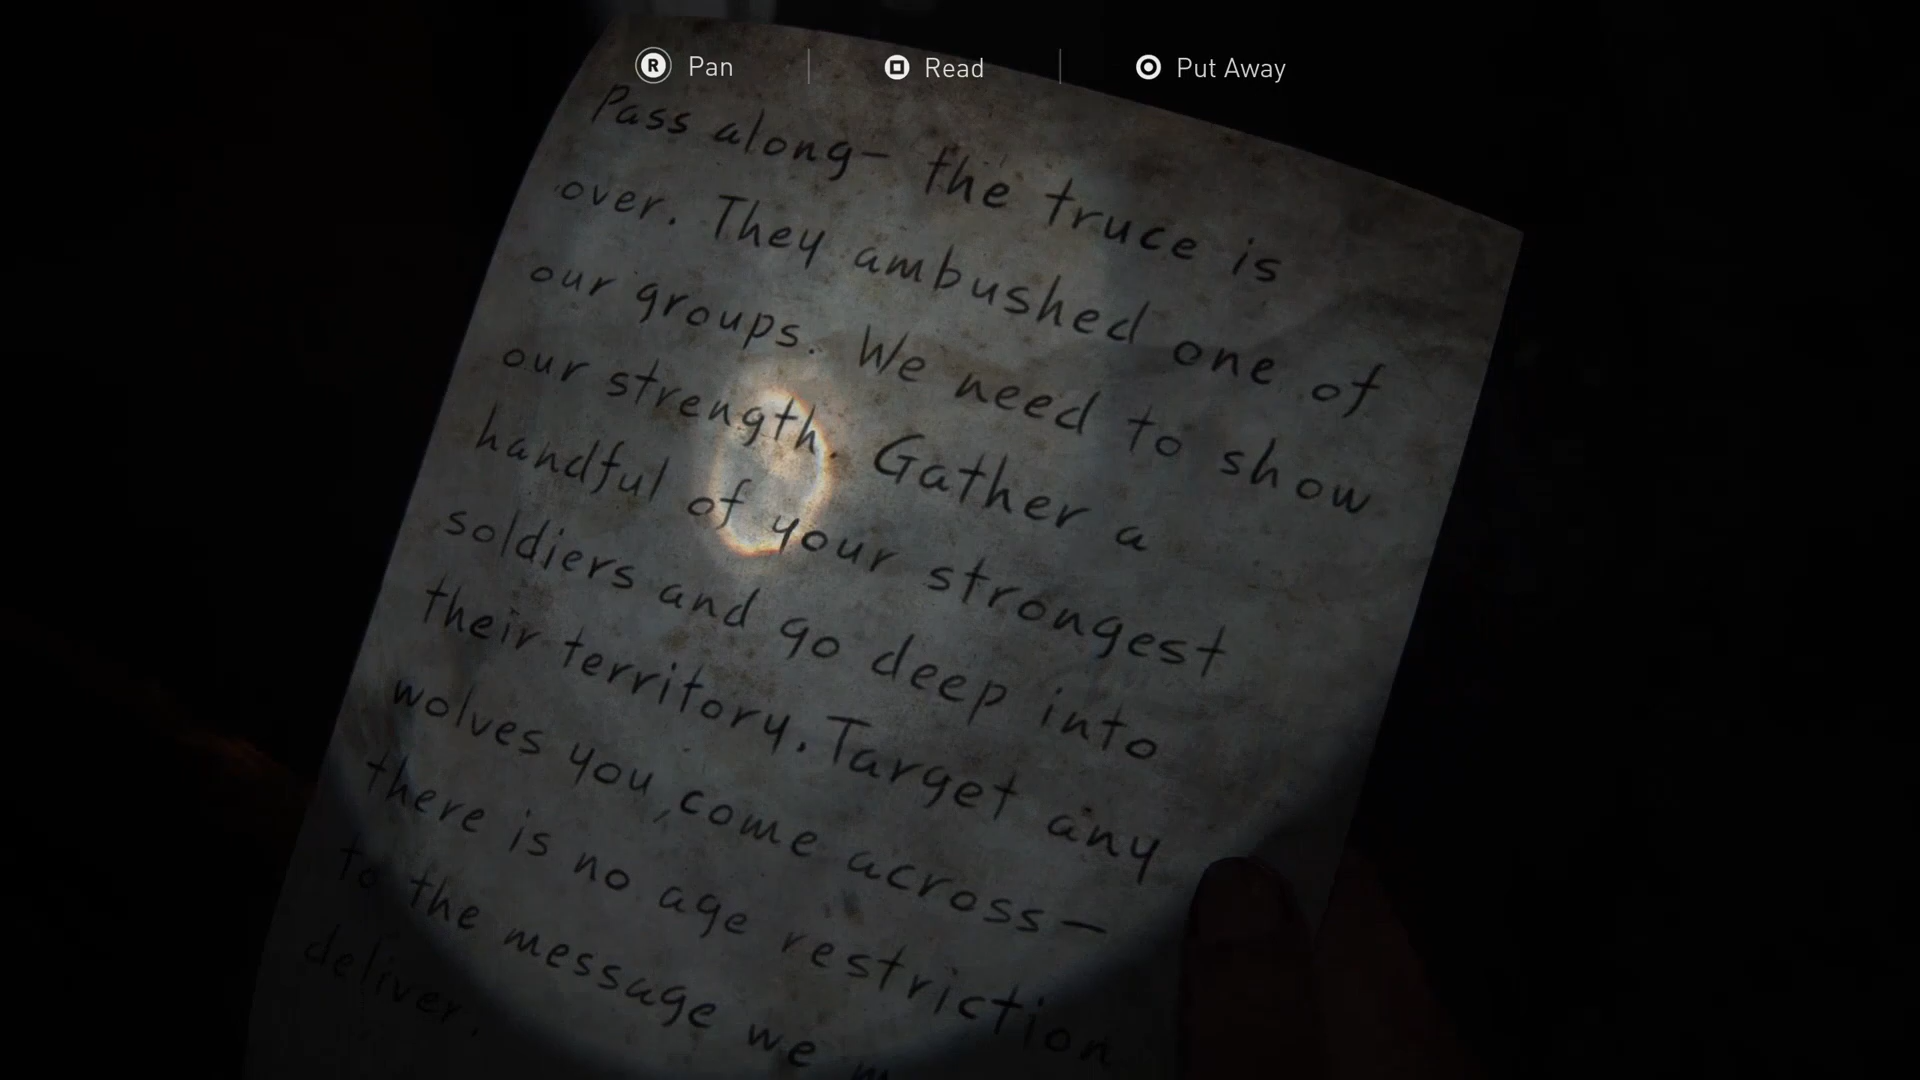 R Pan | Read | Put Away
Pass along— the truce is
over. They ambushed one of
our groups. We need to show
our strength. Gather a
handful of your strongest
soldiers and go deep into
their territory. Target any
wolves you come across—
there is no age restriction
to the message we
deliver.